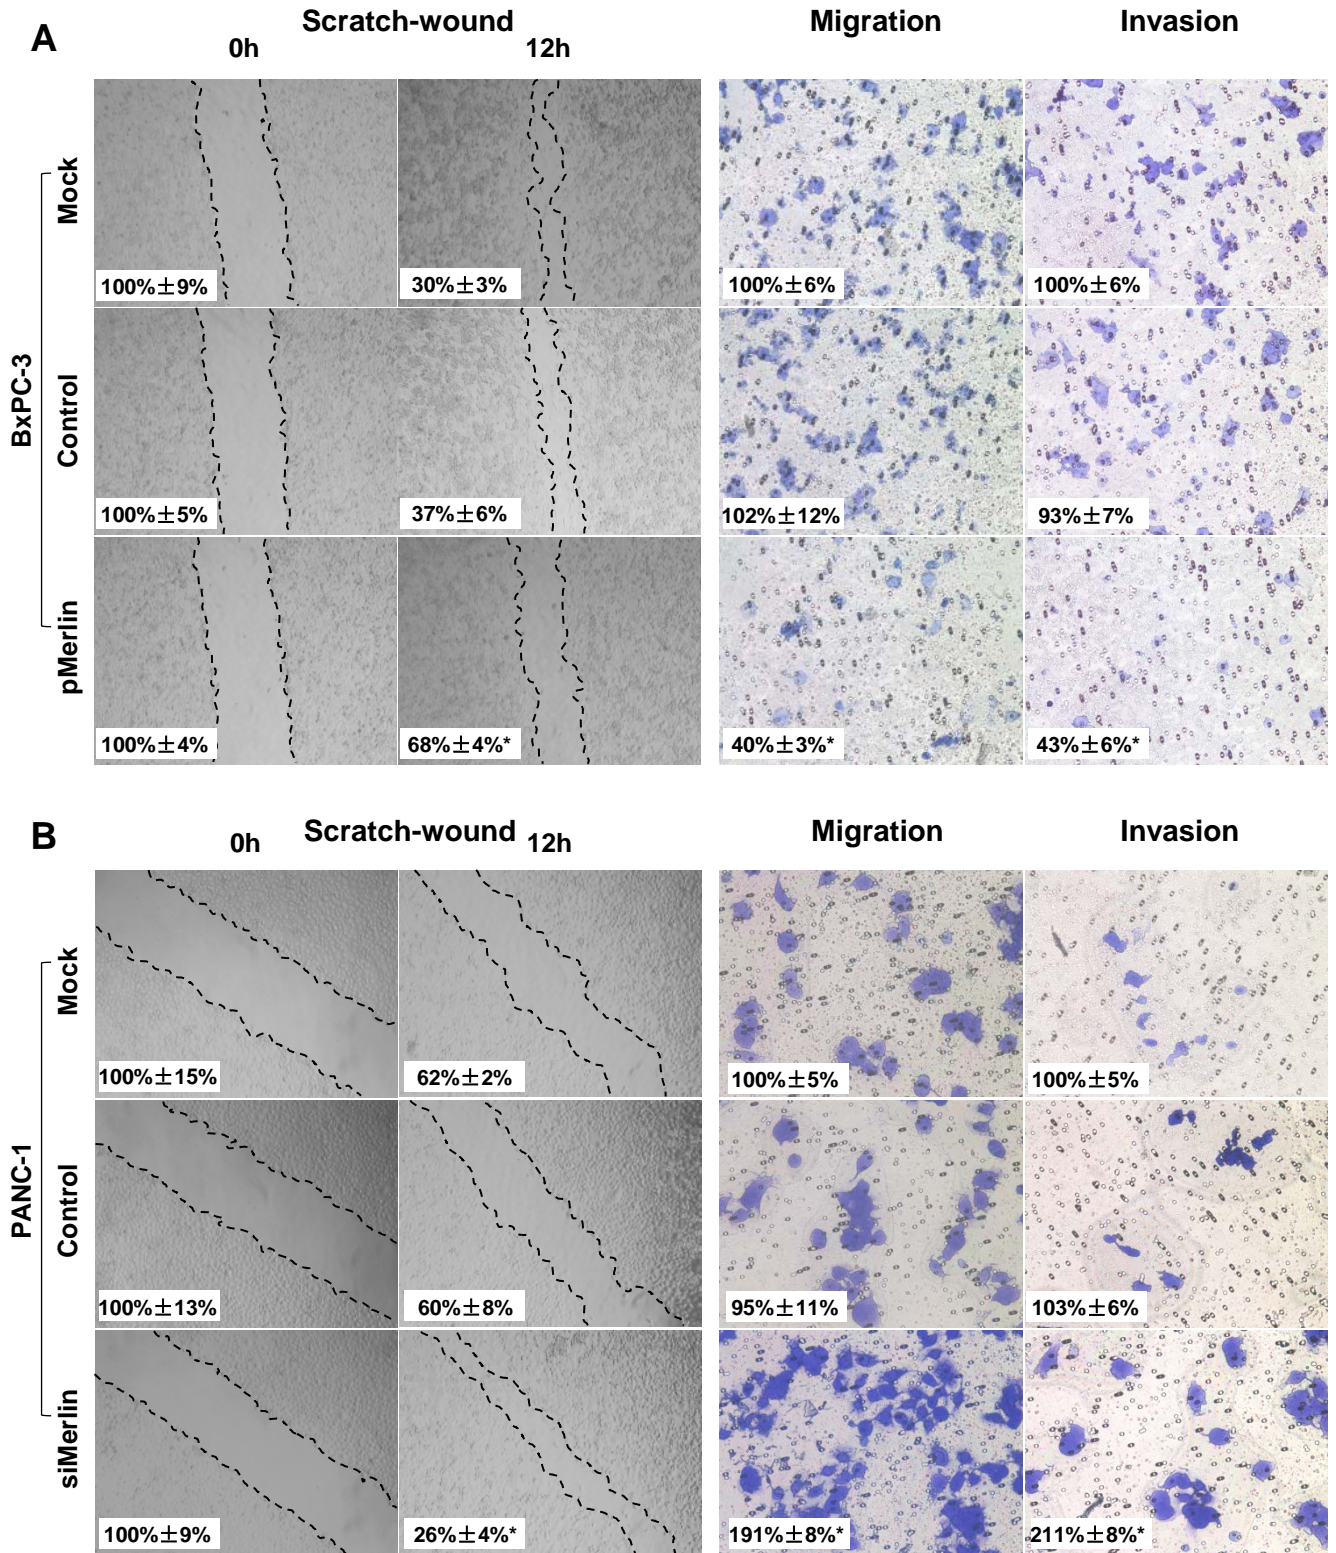 A
Scratch-wound
0h
12h
Migration
Invasion
BxPC-3
Mock
100%±9%
30%±3%
100%±6%
100%±6%
Control
100%±5%
37%±6%
102%±12%
93%±7%
pMerlin
100%±4%
68%±4%*
40%±3%*
43%±6%*
B
Scratch-wound
0h
12h
Migration
Invasion
PANC-1
Mock
100%±15%
62%±2%
100%±5%
100%±5%
Control
100%±13%
60%±8%
95%±11%
103%±6%
siMerlin
100%±9%
26%±4%*
191%±8%*
211%±8%*